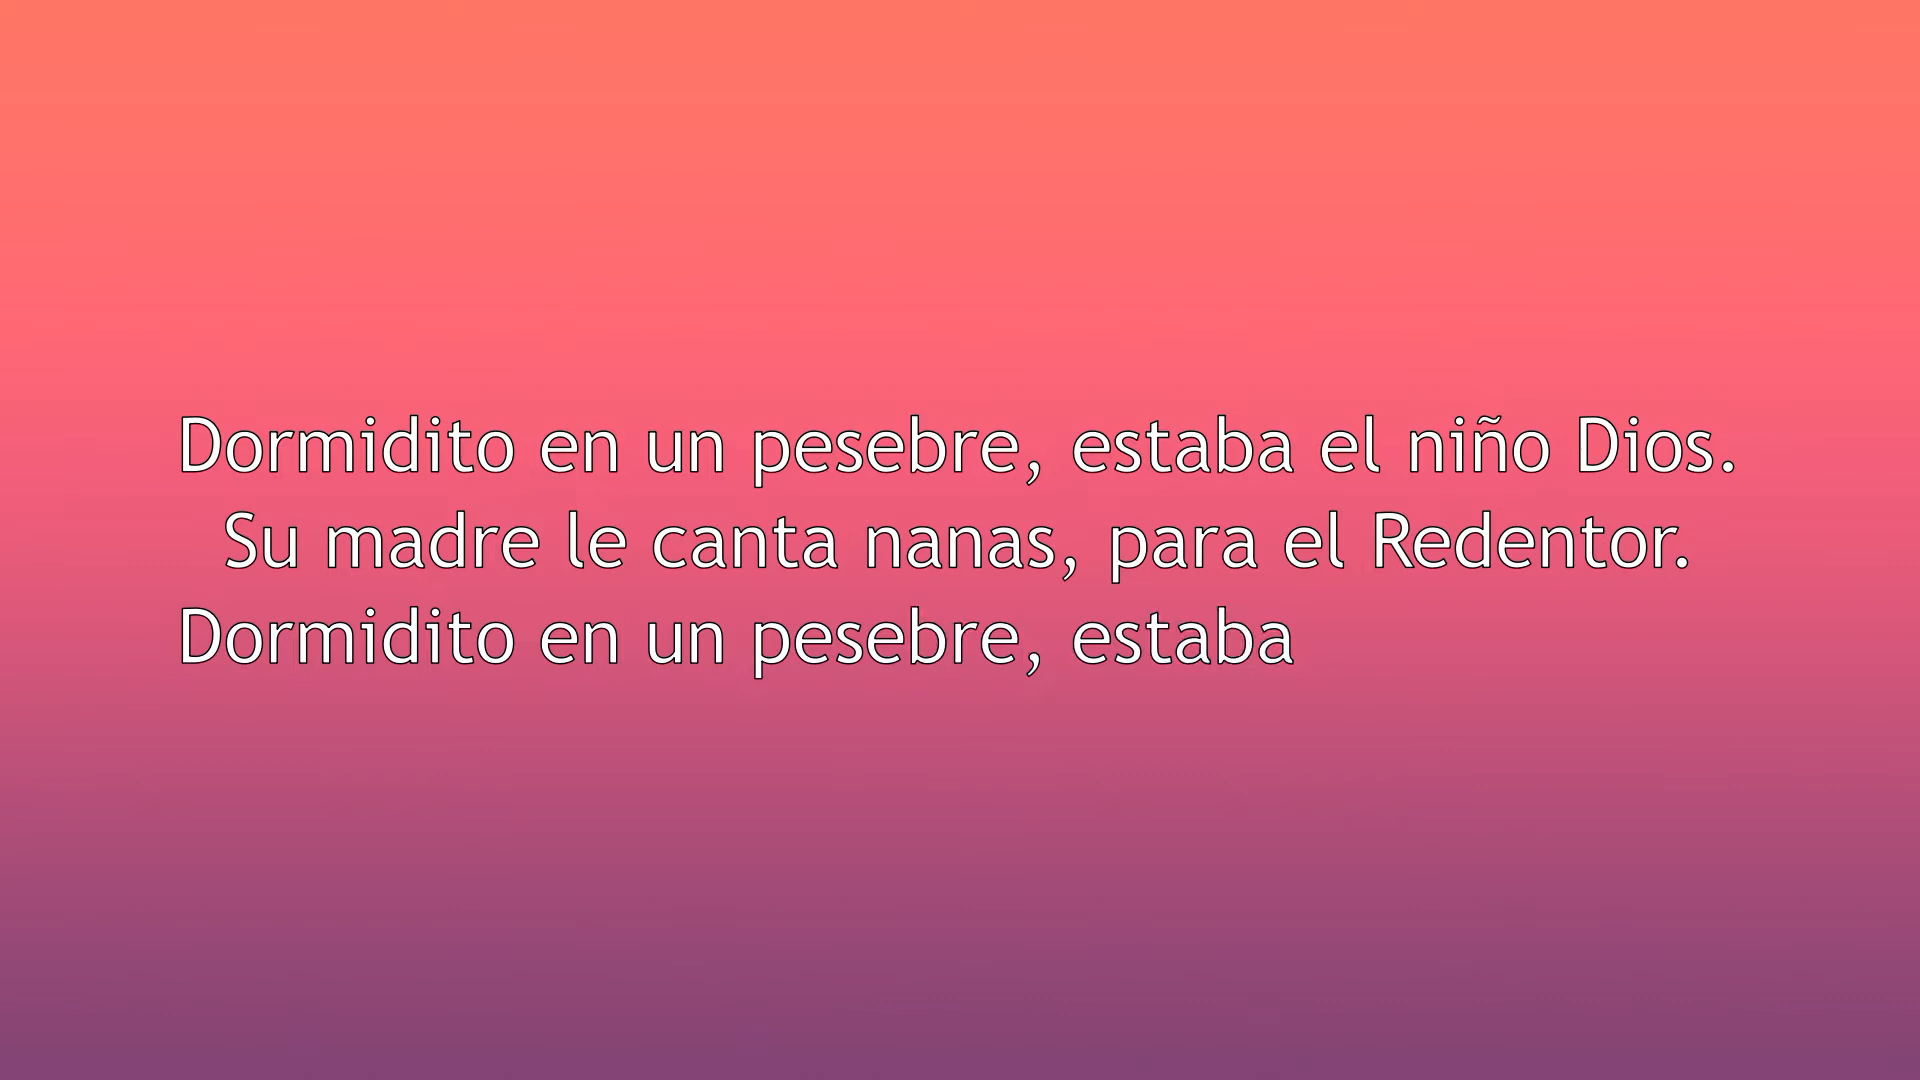 Dormidito en un pesebre, estaba el niño Dios.
Su madre le canta nanas, para el Redentor.
Dormidito en un pesebre, estaba